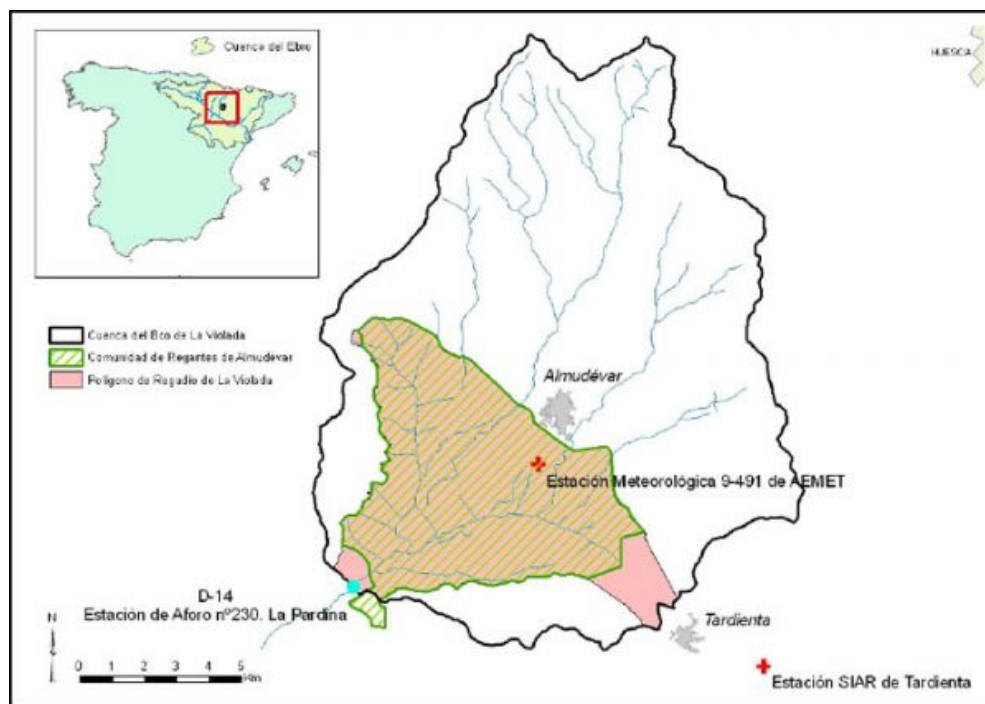 Cuenca del Ebro
HUESCA
Cuenca del Bco de La Violada
Comunidad de Regantes de Almudévar
Polígono de Regadío de La Violada
Almudévar
Estación Meteorológica 9-491 de AEMET
D-14
Estación de Aforo nº230. La Pardina
Tardienta
N
0 1 2 3 4 5
Km
Estación SIAR de Tardienta